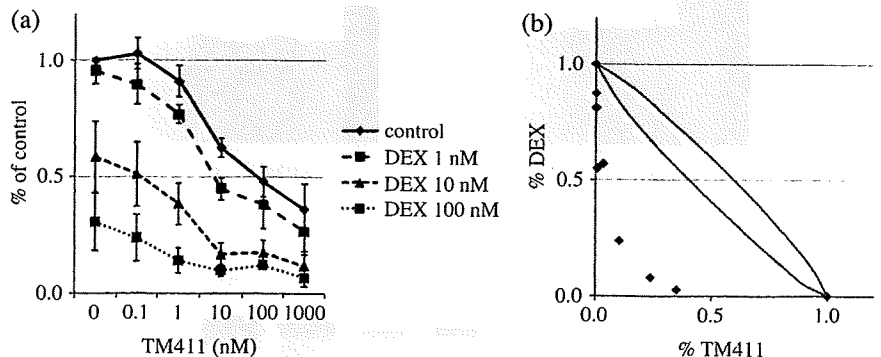 (a)
% of control
1.0
0.5
0.0
0 0.1 1 10 100 1000
TM411 (nM)
control
DEX 1 nM
DEX 10 nM
DEX 100 nM
(b)
% DEX
1.0
0.5
0.0
0.0 0.5 1.0
% TM411